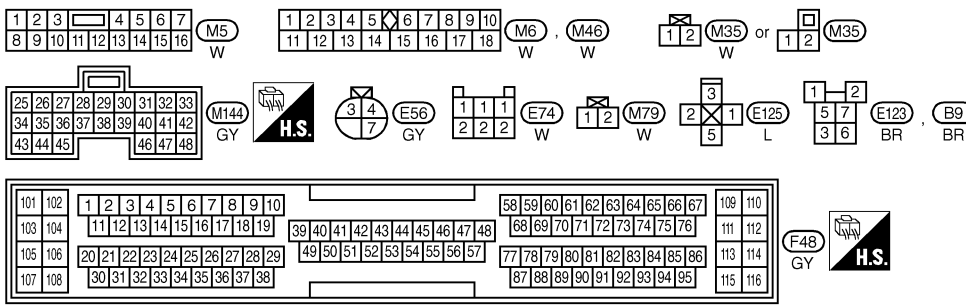 1 2 3 4 5 6 7
8 9 10 11 12 13 14 15 16
M5
W
1 2 3 4 5 6 7 8 9 10
11 12 13 14 15 16 17 18
M6 , M46
W
1 2
M35
W
or
1 2
M35
25 26 27 28 29 30 31 32 33
34 35 36 37 38 39 40 41 42
43 44 45 46 47 48
M144
GY
H.S.
3 4
7
E56
GY
1 1 1
2 2 2
E74
W
1 2
M79
W
3
2 1
5
E125
L
1 2
5 7
3 6
E123 , B9
BR BR
101 102
103 104
105 106
107 108
1 2 3 4 5 6 7 8 9 10
11 12 13 14 15 16 17 18 19
20 21 22 23 24 25 26 27 28 29
30 31 32 33 34 35 36 37 38
39 40 41 42 43 44 45 46 47 48
49 50 51 52 53 54 55 56 57
58 59 60 61 62 63 64 65 66 67
68 69 70 71 72 73 74 75 76
77 78 79 80 81 82 83 84 85 86
87 88 89 90 91 92 93 94 95
109 110
111 112
113 114
115 116
F48
GY
H.S.